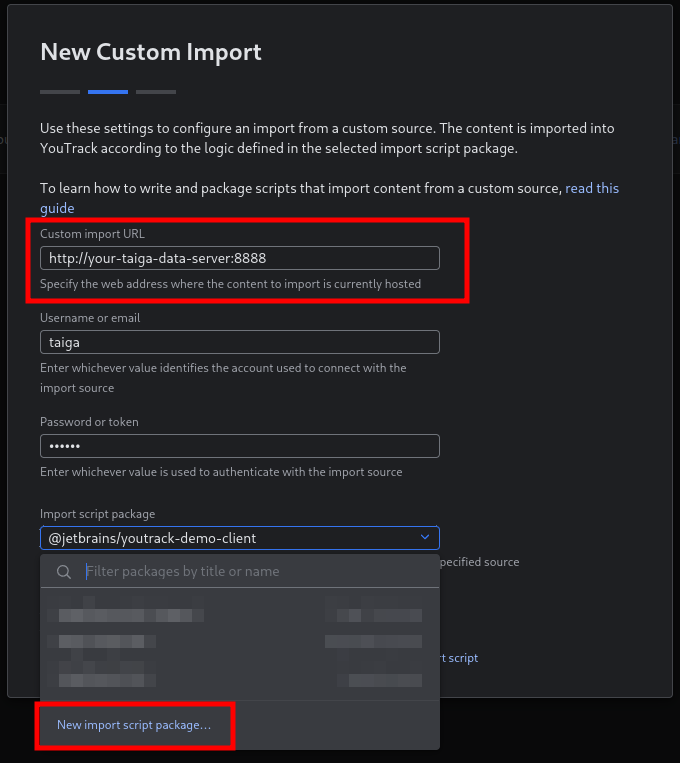 New Custom Import
Use these settings to configure an import from a custom source. The content is imported into
YouTrack according to the logic defined in the selected import script package.
To learn how to write and package scripts that import content from a custom source, read this
guide
Custom import URL
http://your-taiga-data-server:8888
Specify the web address where the content to import is currently hosted
Username or email
taiga
Enter whichever value identifies the account used to connect with the
import source
Password or token
••••••
Enter whichever value is used to authenticate with the import source
Import script package
@jetbrains/youtrack-demo-client
Filter packages by title or name
source
script
New import script package...